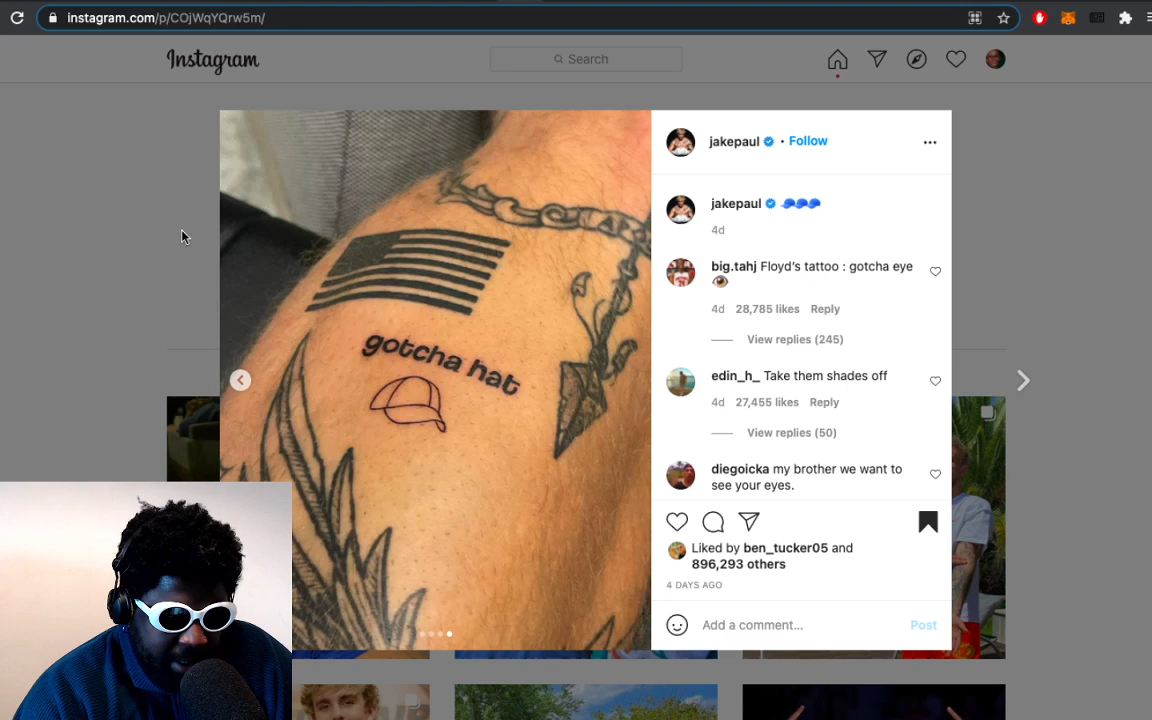 instagram.com/p/COjWqYQrw5m/
Instagram
Search
jakepaul • Follow
jakepaul
4d
big.tahj Floyd's tattoo : gotcha eye
4d 28,785 likes Reply
View replies (245)
edin_h_ Take them shades off
4d 27,455 likes Reply
View replies (50)
diegoicka my brother we want to
see your eyes.
gotcha hat
Liked by ben_tucker05 and
896,293 others
4 DAYS AGO
Add a comment... Post